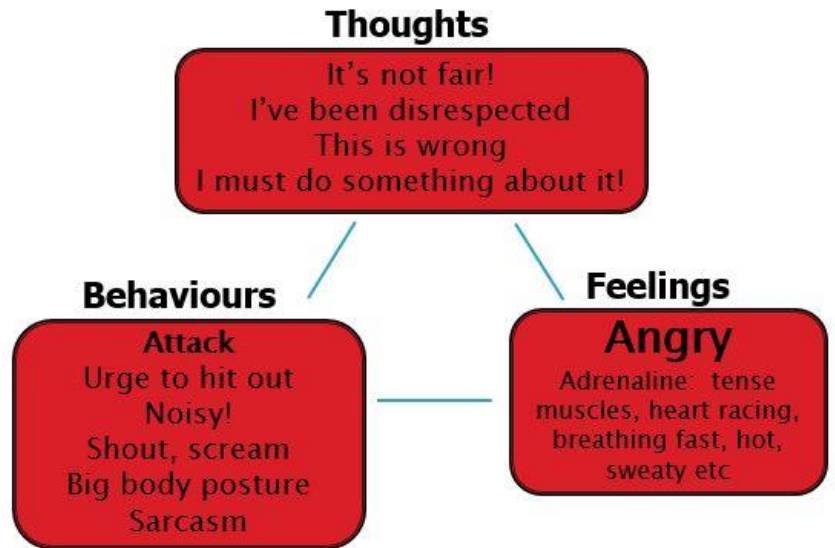 Thoughts
It's not fair!
I've been disrespected
This is wrong
I must do something about it!
Behaviours
Attack
Urge to hit out
Noisy!
Shout, scream
Big body posture
Sarcasm
Feelings
Angry
Adrenaline: tense
muscles, heart racing,
breathing fast, hot,
sweaty etc